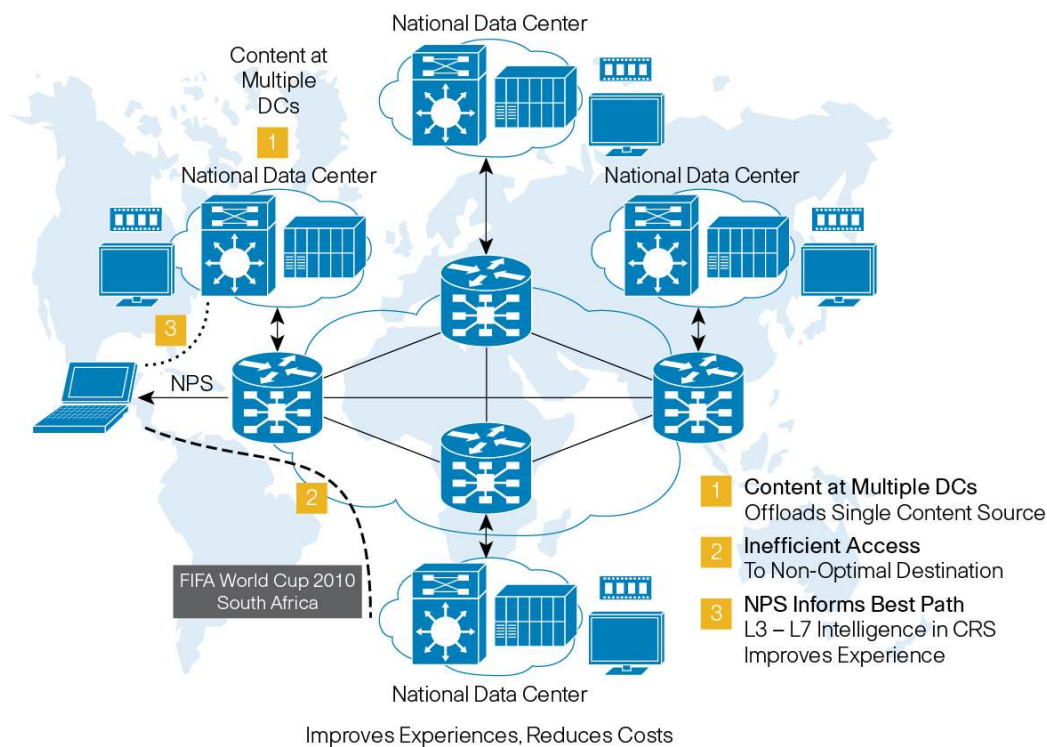 National Data Center
Content at
Multiple
DCs
1
National Data Center
National Data Center
3
NPS
2
FIFA World Cup 2010
South Africa
National Data Center
1 Content at Multiple DCs
Offloads Single Content Source
2 Inefficient Access
To Non-Optimal Destination
3 NPS Informs Best Path
L3 – L7 Intelligence in CRS
Improves Experience
Improves Experiences, Reduces Costs